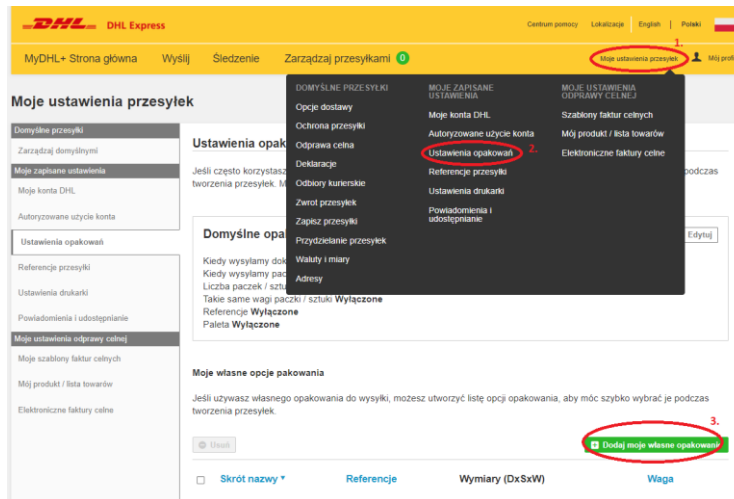 DHL Express
Centrum pomocy Lokalizacje English | Polski
1.
MyDHL+ Strona główna Wyślij Śledzenie Zarządzaj przesyłkami 0 Moje ustawienia przesyłek Mój profil
Moje ustawienia przesyłek
DOMYŚLNE PRZESYŁKI
Opcje dostawy
Ochrona przesyłki
Odprawa celna
Deklaracje
Odbiory kurierskie
Zwrot przesyłek
Zapisz przesyłki
Przydzielanie przesyłek
Waluty i miary
Adresy
MOJE ZAPISANE
USTAWIENIA
Moje konta DHL
Autoryzowane użycie konta
Ustawienia opakowań 2.
Referencje przesyłki
Ustawienia drukarki
Powiadomienia i
udostępnianie
MOJE USTAWIENIA
ODPRAWY CELNEJ
Szablony faktur celnych
Mój produkt / lista towarów
Elektroniczne faktury celne
Domyślne przesyłki
Zarządzaj domyślnymi
Moje zapisane ustawienia
Moje konta DHL
Autoryzowane użycie konta
Ustawienia opakowań
Referencje przesyłki
Ustawienia drukarki
Powiadomienia i udostępnianie
Moje ustawienia odprawy celnej
Moje szablony faktur celnych
Mój produkt / lista towarów
Elektroniczne faktury celne
Ustawienia opak
Jeśli często korzystasz podczas
tworzenia przesyłek. M
Domyślne opa Edytuj
Kiedy wysyłamy dok
Kiedy wysyłamy pac
Liczba paczek / sztu
Takie same wagi paczki / sztuki Wyłączone
Referencje Wyłączone
Paleta Wyłączone
Moje własne opcje pakowania
Jeśli używasz własnego opakowania do wysyłki, możesz utworzyć listę opcji opakowania, aby móc szybko wybrać je podczas
tworzenia przesyłek.
3.
Usuń Dodaj moje własne opakowanie
Skrót nazwy Referencje Wymiary (DxSxW) Waga